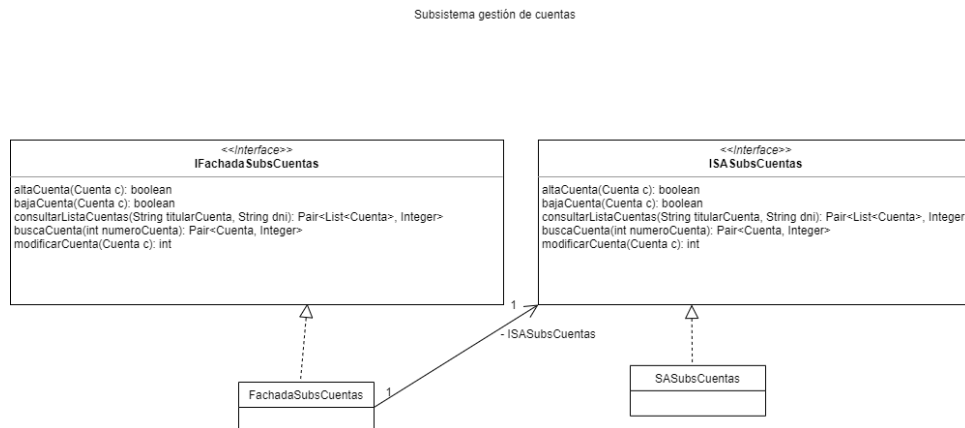 Subsistema gestión de cuentas
<<Interface>>
IFachadaSubsCuentas
altaCuenta(Cuenta c): boolean
bajaCuenta(Cuenta c): boolean
consultarListaCuentas(String titularCuenta, String dni): Pair<List<Cuenta>, Integer>
buscaCuenta(int numeroCuenta): Pair<Cuenta, Integer>
modificarCuenta(Cuenta c): int
<<Interface>>
ISASubsCuentas
altaCuenta(Cuenta c): boolean
bajaCuenta(Cuenta c): boolean
consultarListaCuentas(String titularCuenta, String dni): Pair<List<Cuenta>, Integer
buscaCuenta(int numeroCuenta): Pair<Cuenta, Integer>
modificarCuenta(Cuenta c): int
1
- ISASubsCuentas
1
FachadaSubsCuentas
SASubsCuentas